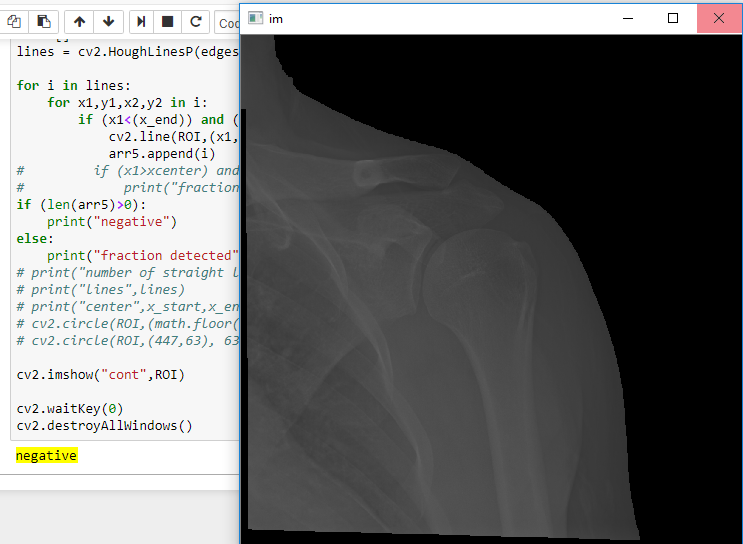 Co
im
lines = cv2.HoughLinesP(edges
for i in lines:
    for x1,y1,x2,y2 in i:
        if (x1<(x_end)) and (
            cv2.line(ROI,(x1,
            arr5.append(i)
#         if (x1>xcenter) and
#             print("fraction
if (len(arr5)>0):
    print("negative")
else:
    print("fraction detected"
# print("number of straight l
# print("lines",lines)
# print("center",x_start,x_en
# cv2.circle(ROI,(math.floor(
# cv2.circle(ROI,(447,63), 63
cv2.imshow("cont",ROI)
cv2.waitKey(0)
cv2.destroyAllWindows()
negative